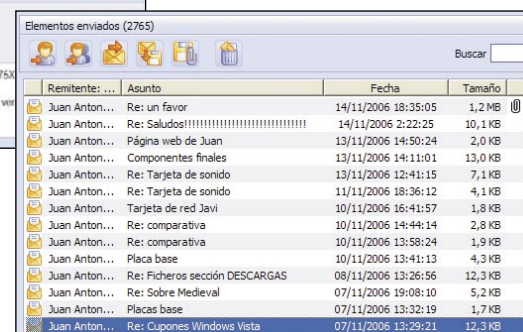 Elementos enviados (2765)
Buscar
75X
ver
Remitente: ... Asunto Fecha Tamaño
Juan Anton... Re: un favor 14/11/2006 18:35:05 1,2 MB
Juan Anton... Re: Saludos!!!!!!!!!!!!!!!!!!!!!!!!!!!!!!! 14/11/2006 2:22:25 10,1 KB
Juan Anton... Página web de Juan 13/11/2006 14:50:24 2,0 KB
Juan Anton... Componentes finales 13/11/2006 14:11:01 13,0 KB
Juan Anton... Re: Tarjeta de sonido 13/11/2006 12:41:15 7,1 KB
Juan Anton... Re: Tarjeta de sonido 11/11/2006 18:36:12 4,1 KB
Juan Anton... Tarjeta de red Javi 10/11/2006 16:41:57 1,8 KB
Juan Anton... Re: comparativa 10/11/2006 14:44:14 2,8 KB
Juan Anton... Re: comparativa 10/11/2006 13:58:24 1,9 KB
Juan Anton... Placa base 10/11/2006 13:41:13 4,3 KB
Juan Anton... Re: Ficheros sección DESCARGAS 08/11/2006 13:26:56 12,3 KB
Juan Anton... Re: Sobre Medieval 07/11/2006 19:08:10 5,2 KB
Juan Anton... Placas base 07/11/2006 13:32:19 1,7 KB
Juan Anton... Re: Cupones Windows Vista 07/11/2006 13:29:21 12,3 KB